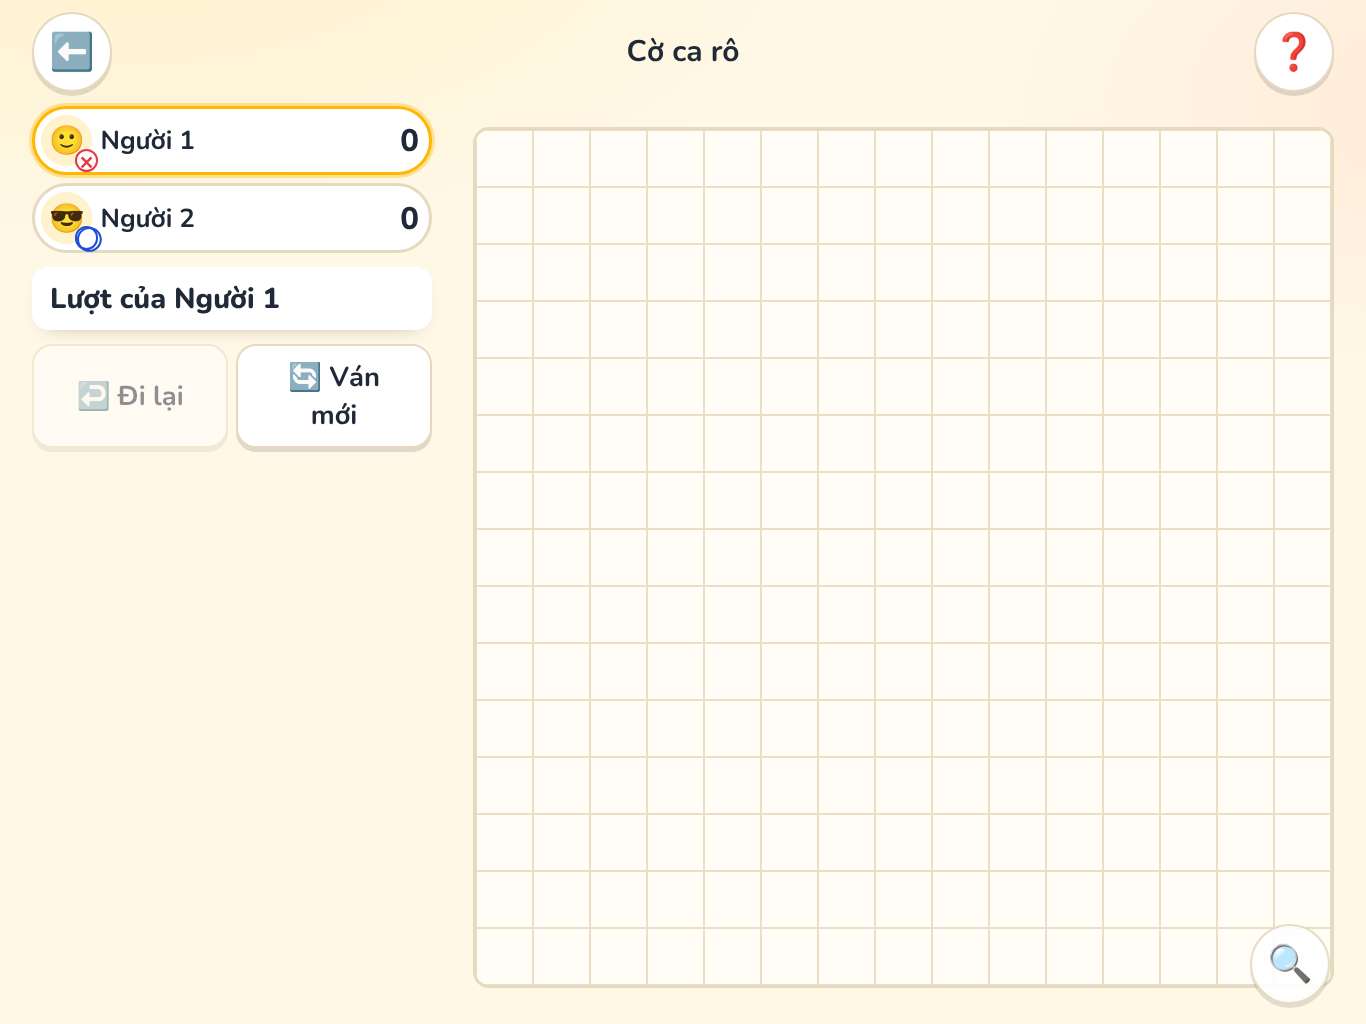 Cờ ca rô
Người 1 0
Người 2 0
Lượt của Người 1
Đi lại
Ván
mới